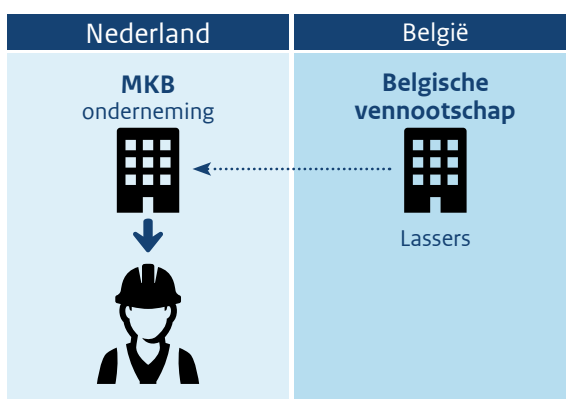 Nederland
België
MKB
onderneming
Belgische
vennootschap
Lassers